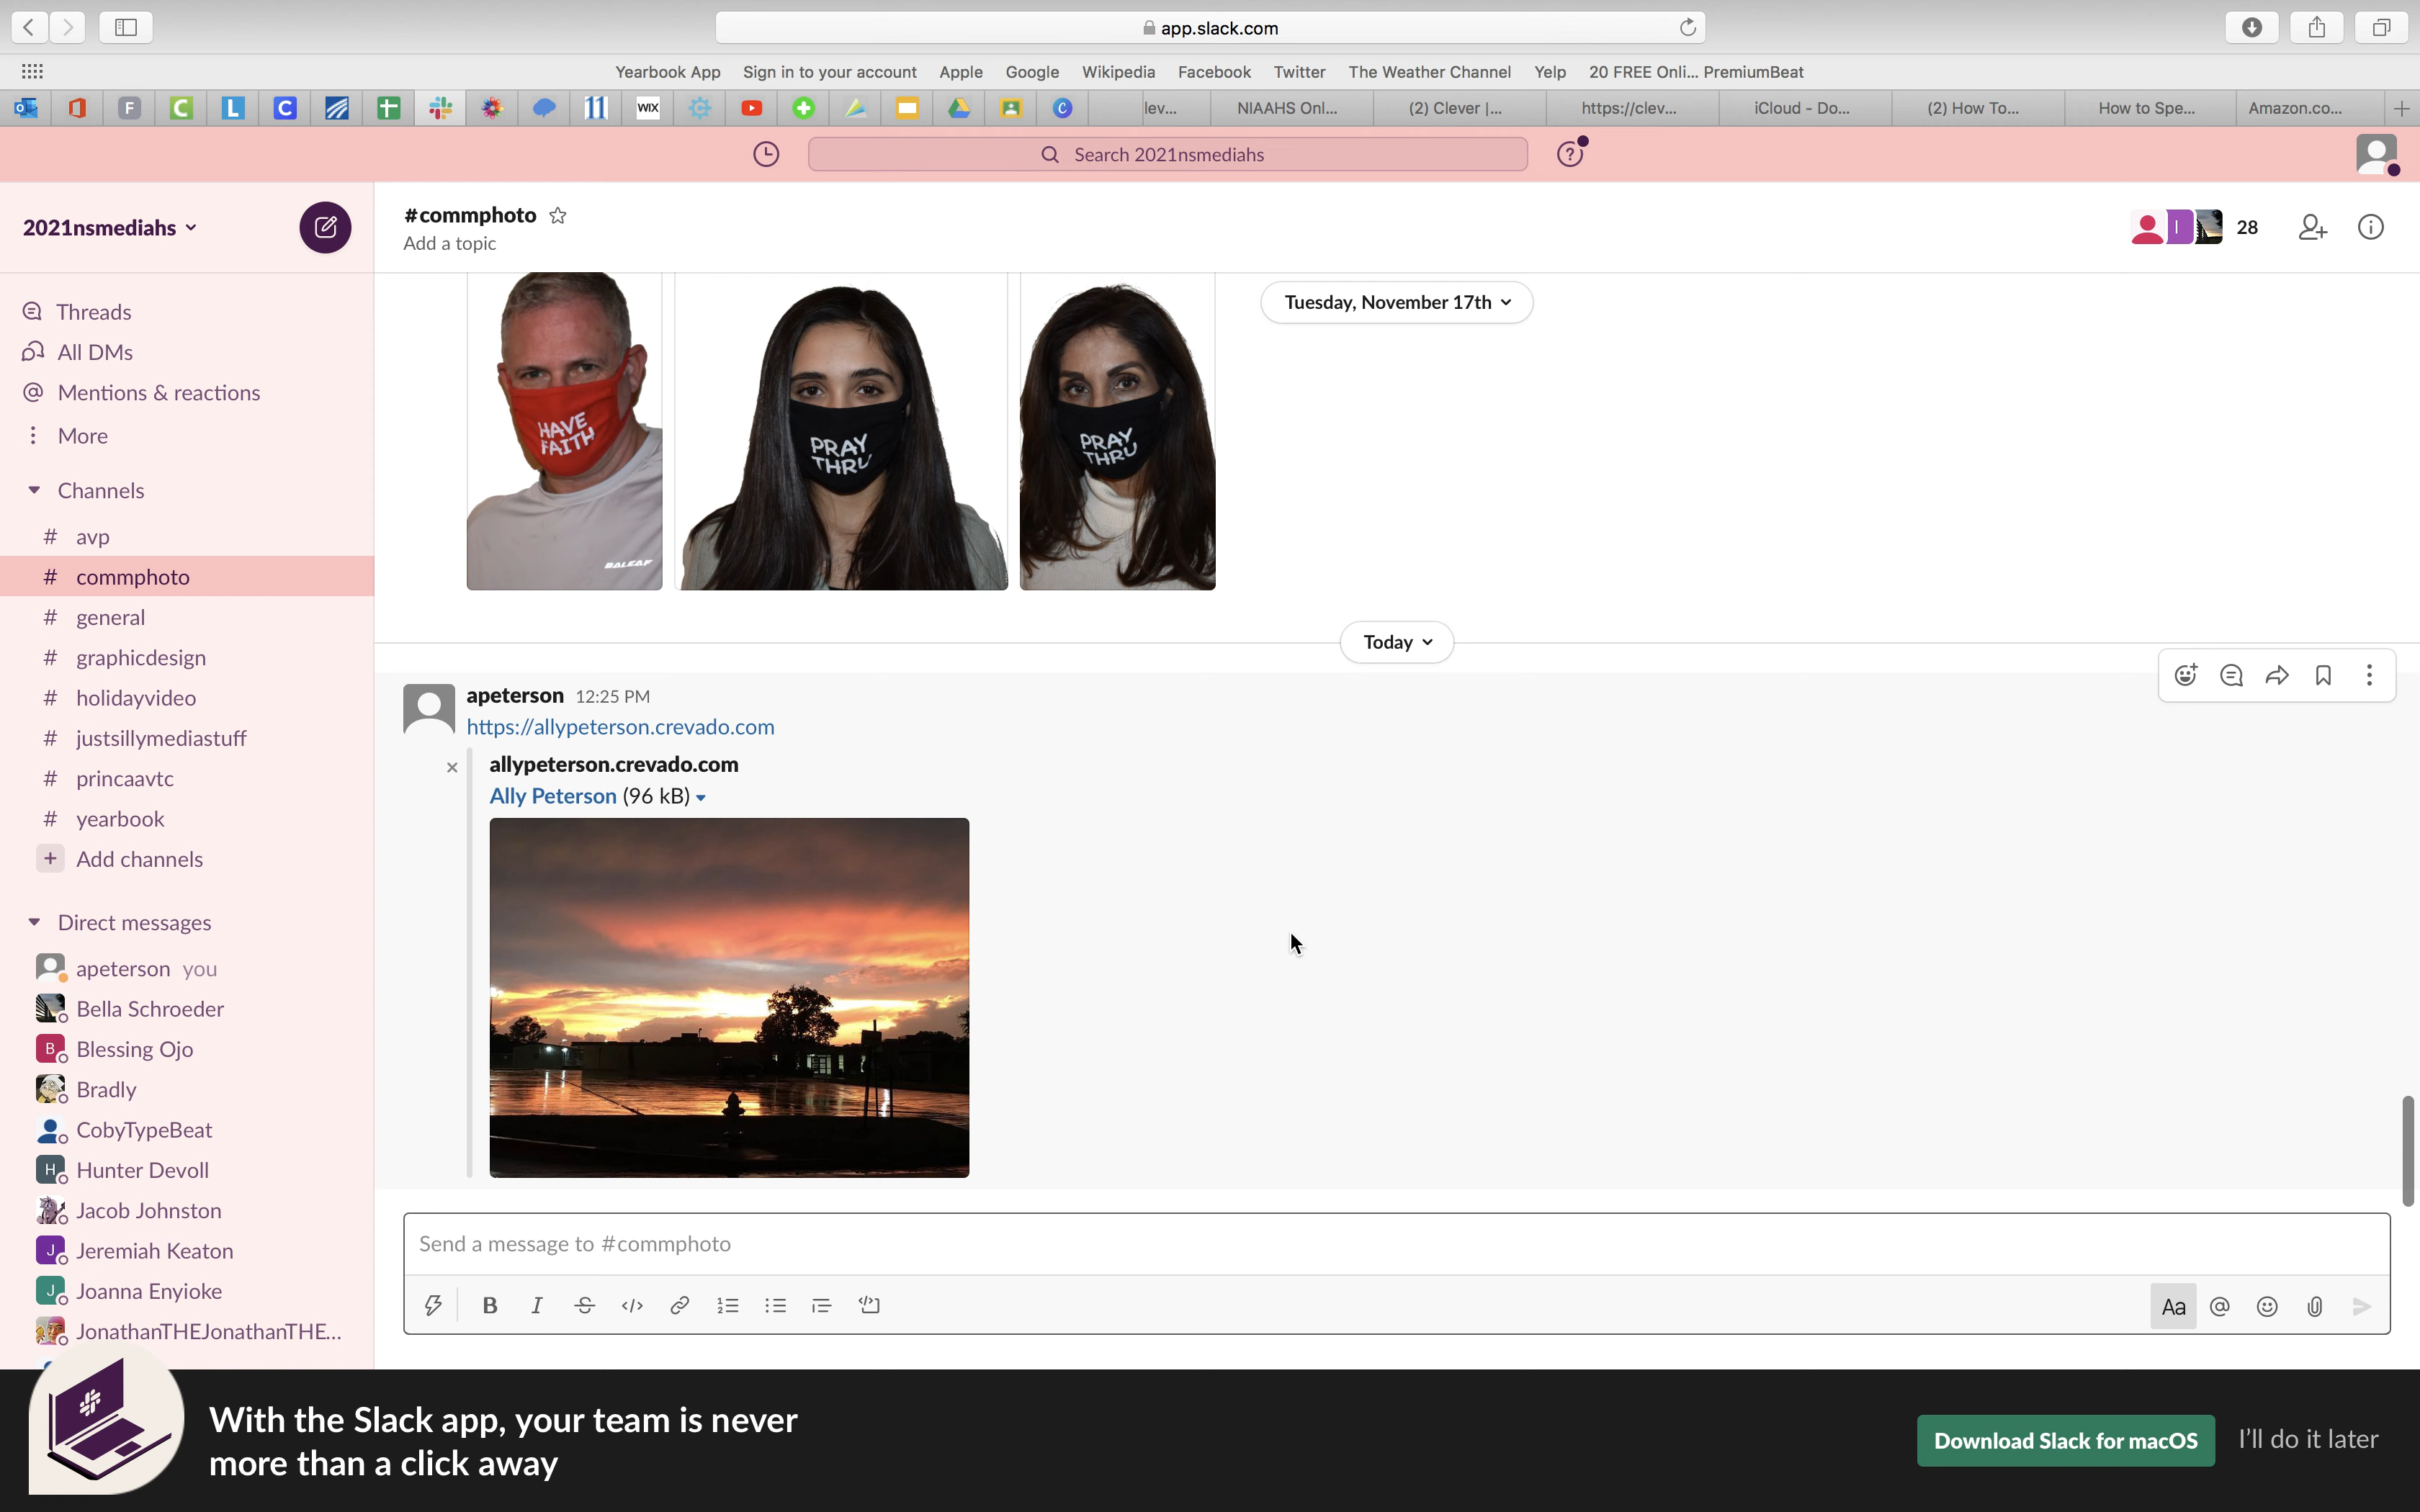 app.slack.com
Yearbook App Sign in to your account Apple Google Wikipedia Facebook Twitter The Weather Channel Yelp 20 FREE Onli... PremiumBeat
F C L C 11 WIX C lev... NIAAHS Onl... (2) Clever |... https://clev... iCloud - Do... (2) How To... How to Spe... Amazon.co...
Search 2021nsmediahs
2021nsmediahs
#commphoto
Add a topic
28
Threads
All DMs
Mentions & reactions
More
Channels
# avp
# commphoto
# general
# graphicdesign
# holidayvideo
# justsillymediastuff
# princaavtc
# yearbook
+ Add channels
Direct messages
apeterson you
Bella Schroeder
B Blessing Ojo
Bradly
CobyTypeBeat
H Hunter Devoll
Jacob Johnston
J Jeremiah Keaton
J Joanna Enyioke
JonathanTHEJonathanTHE...
Tuesday, November 17th
HAVE
FAITH
BALEAF
PRAY
THRU
PRAY
THRU
Today
apeterson 12:25 PM
https://allypeterson.crevado.com
allypeterson.crevado.com
Ally Peterson (96 kB)
Send a message to #commphoto
B I S </> Aa @
With the Slack app, your team is never
more than a click away
Download Slack for macOS
I'll do it later